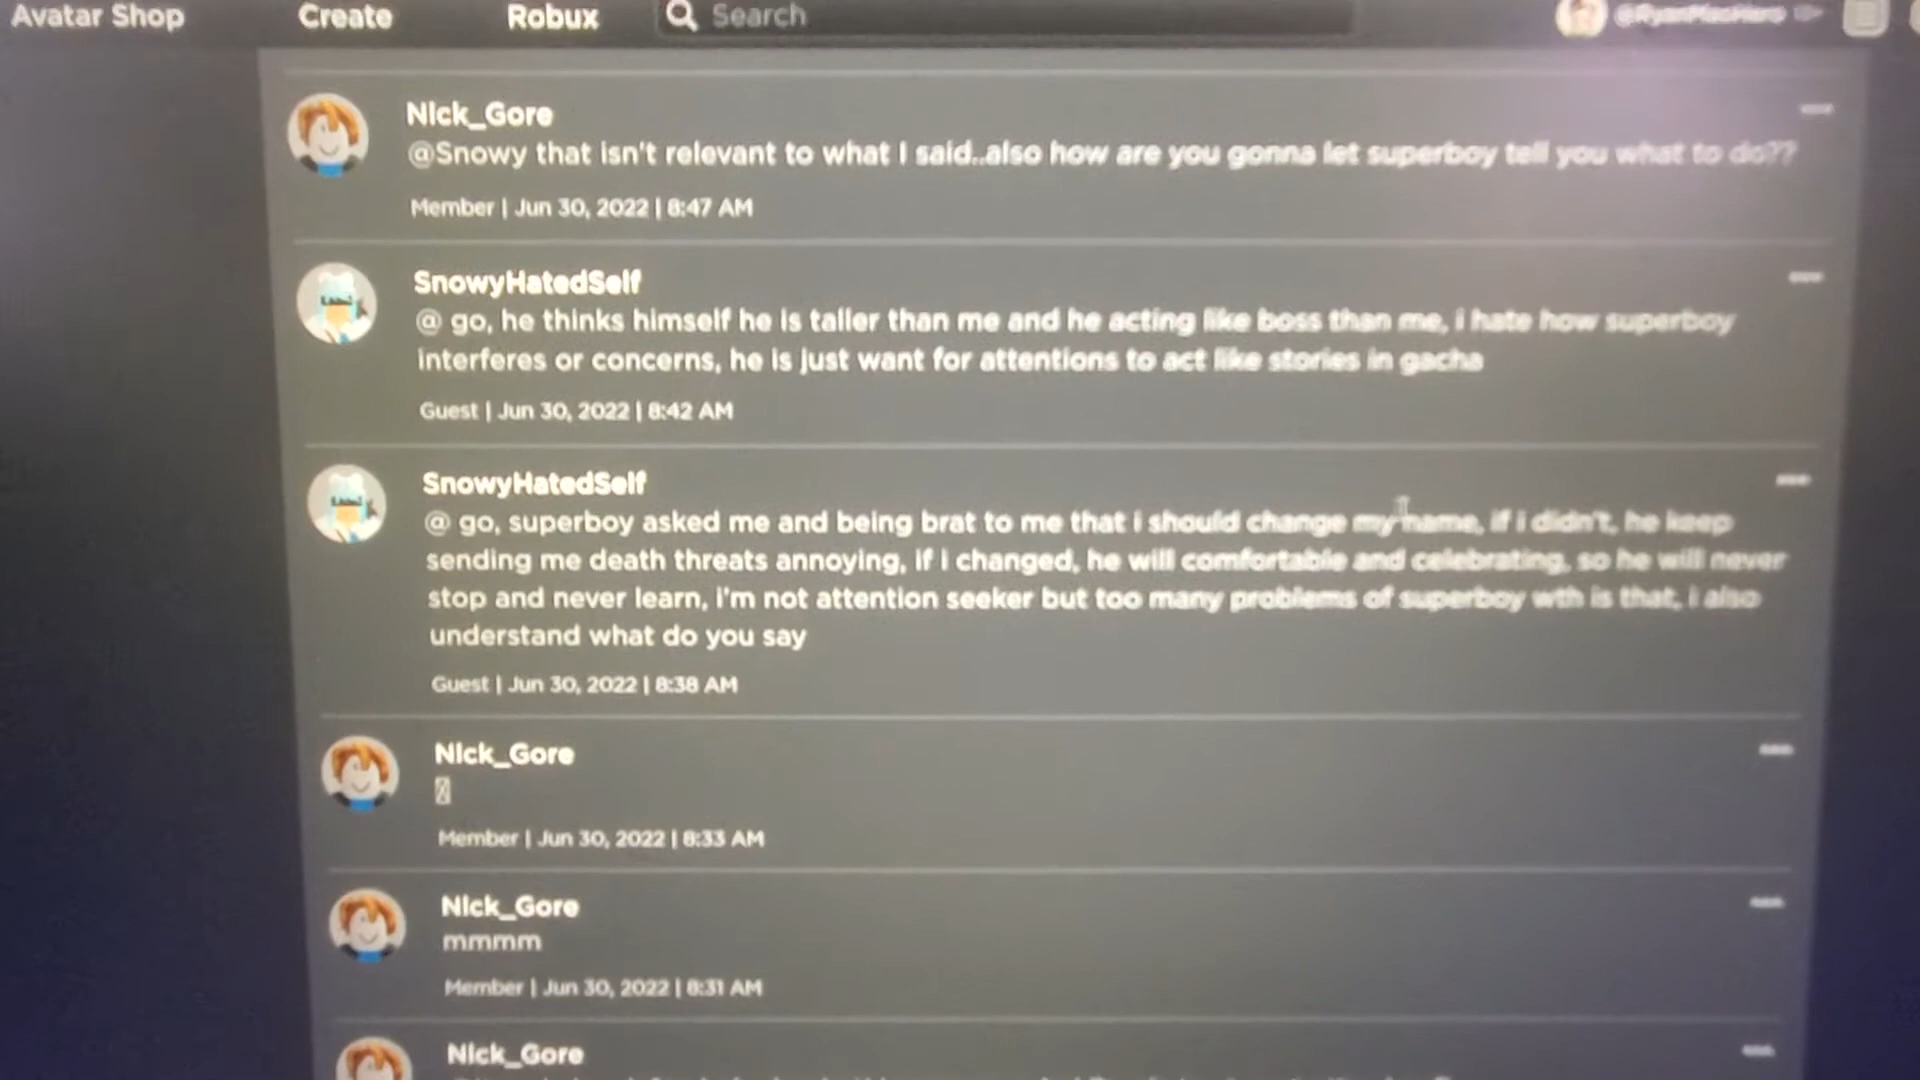 Avatar Shop Create Robux Search
Nick_Gore
@Snowy that isn't relevant to what I said..also how are you gonna let superboy tell you what to do??
Member | Jun 30, 2022 | 8:47 AM
SnowyHatedSelf
@ go, he thinks himself he is taller than me and he acting like boss than me, i hate how superboy
interferes or concerns, he is just want for attentions to act like stories in gacha
Guest | Jun 30, 2022 | 8:42 AM
SnowyHatedSelf
@ go, superboy asked me and being brat to me that i should change my name, if i didn't, he keep
sending me death threats annoying, if i changed, he will comfortable and celebrating, so he will never
stop and never learn, i'm not attention seeker but too many problems of superboy wth is that, i also
understand what do you say
Guest | Jun 30, 2022 | 8:38 AM
Nick_Gore
Member | Jun 30, 2022 | 8:33 AM
Nick_Gore
mmmm
Member | Jun 30, 2022 | 8:31 AM
Nick_Gore